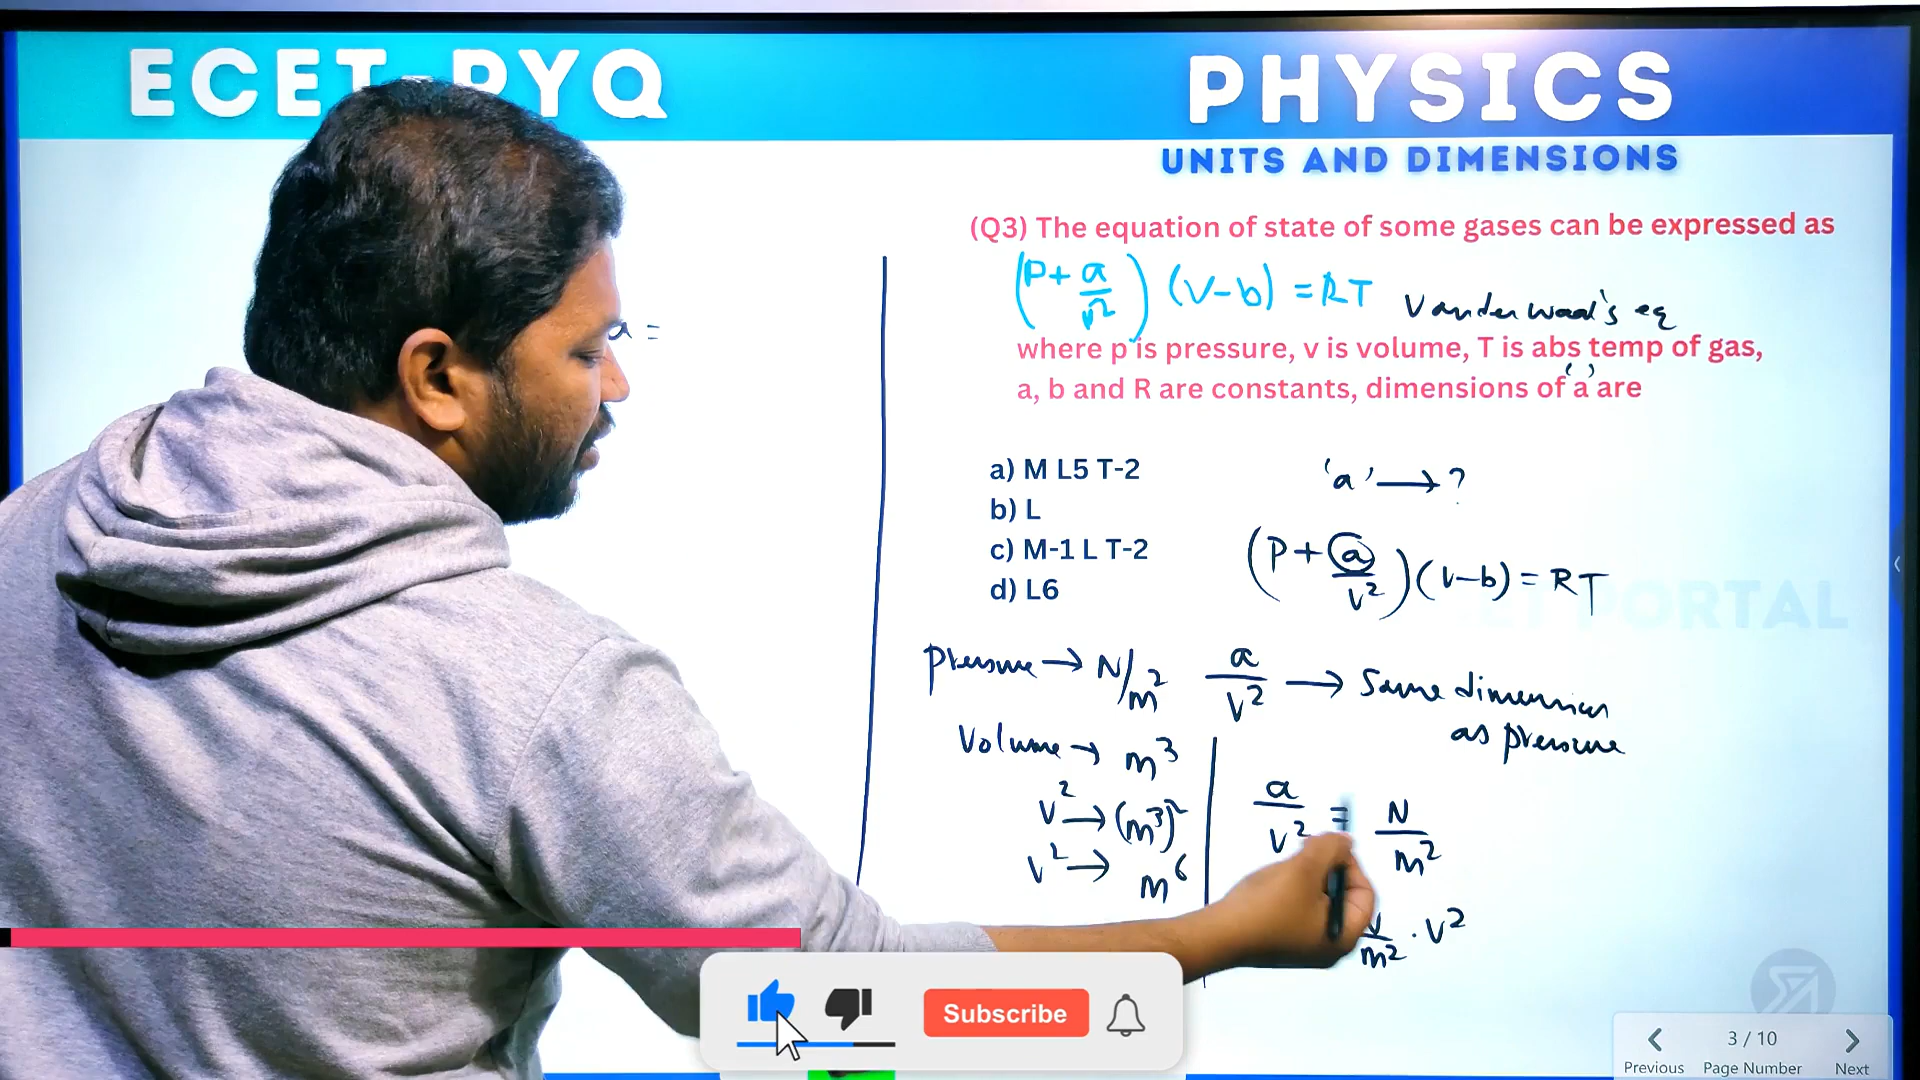 ECET-PYQ
PHYSICS
UNITS AND DIMENSIONS
(Q3) The equation of state of some gases can be expressed as
(P + a/v²) (v-b) = RT Vander waal's eq
where p is pressure, v is volume, T is abs temp of gas,
a, b and R are constants, dimensions of 'a' are
a =
a) M L5 T-2
b) L
c) M-1 L T-2
d) L6
'a' → ?
(P + a/v²) (v-b) = RT
PORTAL
Pressure → N/m²
a/v² → Same dimension
as pressure
Volume → m³
v² → (m³)²
v² → m⁶
a/v² = N/m²
/m² · v²
Subscribe
3 / 10
Previous Page Number Next